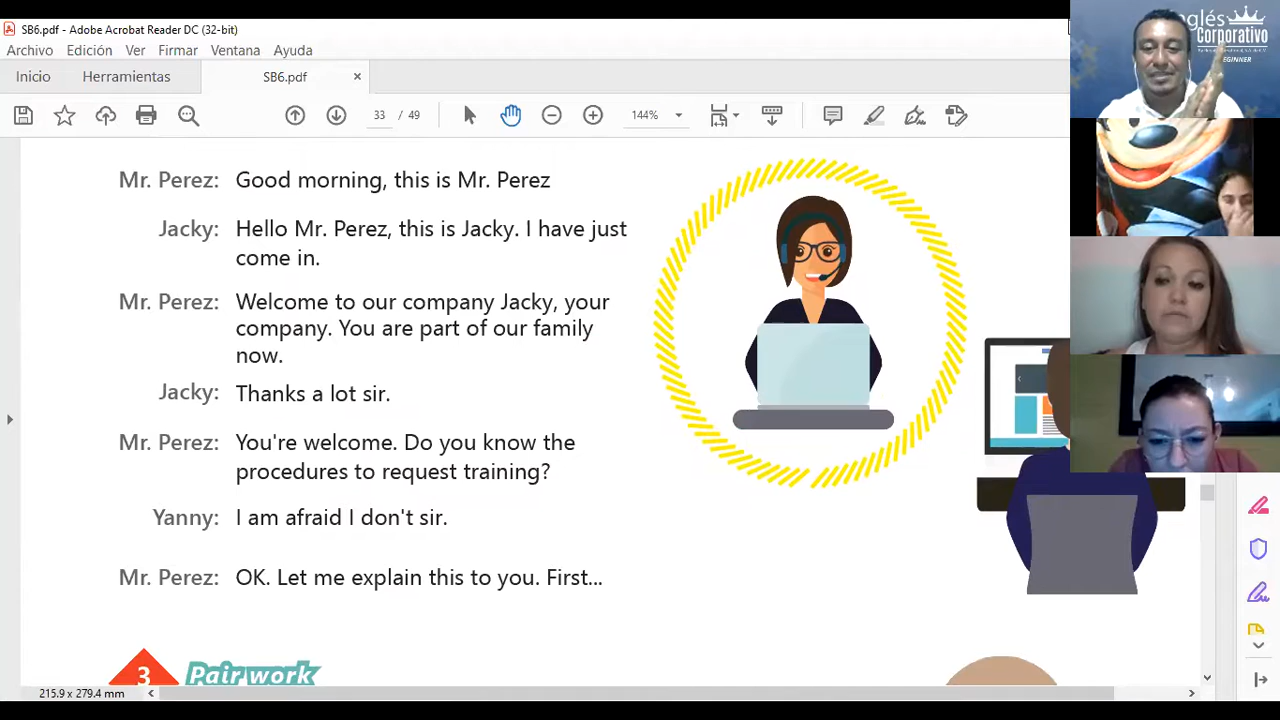 SB6.pdf - Adobe Acrobat Reader DC (32-bit)
Archivo Edición Ver Firmar Ventana Ayuda
Inicio Herramientas SB6.pdf ×
33 / 49 144%
Mr. Perez: Good morning, this is Mr. Perez
Jacky: Hello Mr. Perez, this is Jacky. I have just
come in.
Mr. Perez: Welcome to our company Jacky, your
company. You are part of our family
now.
Jacky: Thanks a lot sir.
Mr. Perez: You're welcome. Do you know the
procedures to request training?
Yanny: I am afraid I don't sir.
Mr. Perez: OK. Let me explain this to you. First...
3 Pair work
215.9 x 279.4 mm
nglés
Corporativo
EGINNER